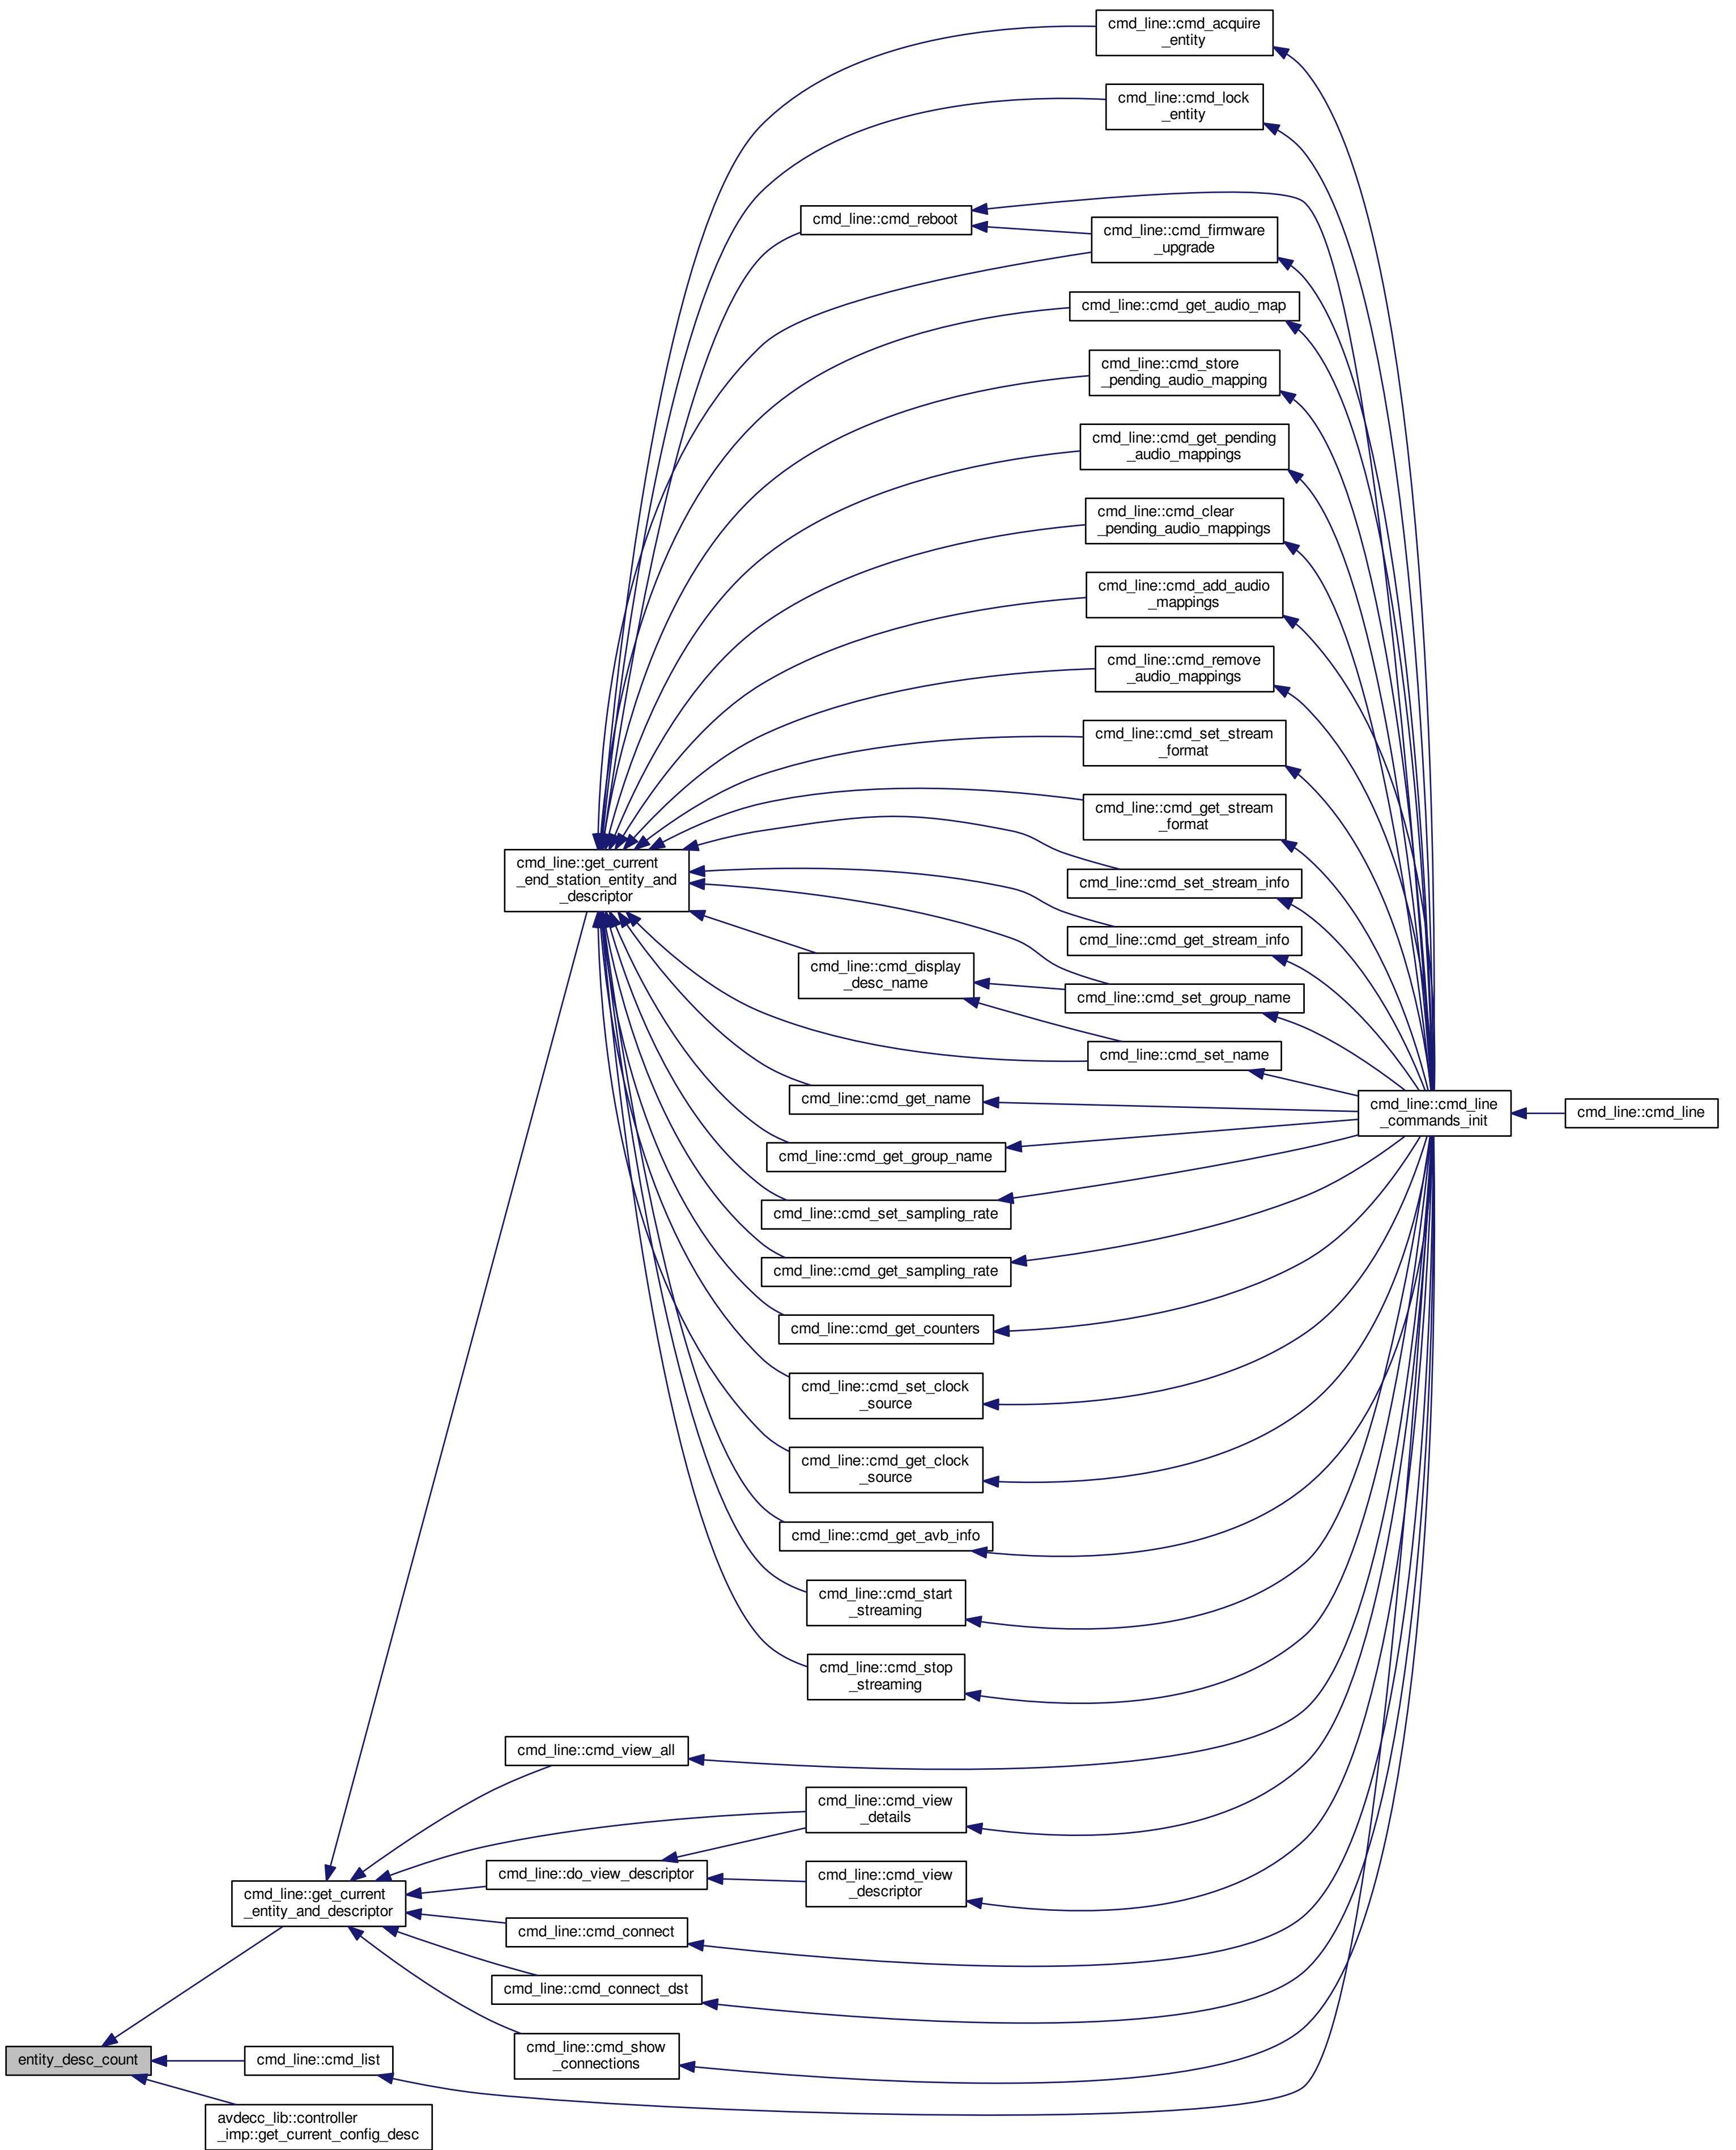 cmd_line::cmd_acquire
_entity
cmd_line::cmd_lock
_entity
cmd_line::cmd_reboot
cmd_line::cmd_firmware
_upgrade
cmd_line::cmd_get_audio_map
cmd_line::cmd_store
_pending_audio_mapping
cmd_line::cmd_get_pending
_audio_mappings
cmd_line::cmd_clear
_pending_audio_mappings
cmd_line::cmd_add_audio
_mappings
cmd_line::cmd_remove
_audio_mappings
cmd_line::cmd_set_stream
_format
cmd_line::cmd_get_stream
_format
cmd_line::get_current
_end_station_entity_and
_descriptor
cmd_line::cmd_set_stream_info
cmd_line::cmd_get_stream_info
cmd_line::cmd_display
_desc_name
cmd_line::cmd_set_group_name
cmd_line::cmd_set_name
cmd_line::cmd_get_name
cmd_line::cmd_line
_commands_init
cmd_line::cmd_line
cmd_line::cmd_get_group_name
cmd_line::cmd_set_sampling_rate
cmd_line::cmd_get_sampling_rate
cmd_line::cmd_get_counters
cmd_line::cmd_set_clock
_source
cmd_line::cmd_get_clock
_source
cmd_line::cmd_get_avb_info
cmd_line::cmd_start
_streaming
cmd_line::cmd_stop
_streaming
cmd_line::cmd_view_all
cmd_line::cmd_view
_details
cmd_line::do_view_descriptor
cmd_line::cmd_view
_descriptor
cmd_line::get_current
_entity_and_descriptor
cmd_line::cmd_connect
cmd_line::cmd_connect_dst
cmd_line::cmd_show
_connections
entity_desc_count
cmd_line::cmd_list
avdecc_lib::controller
_imp::get_current_config_desc